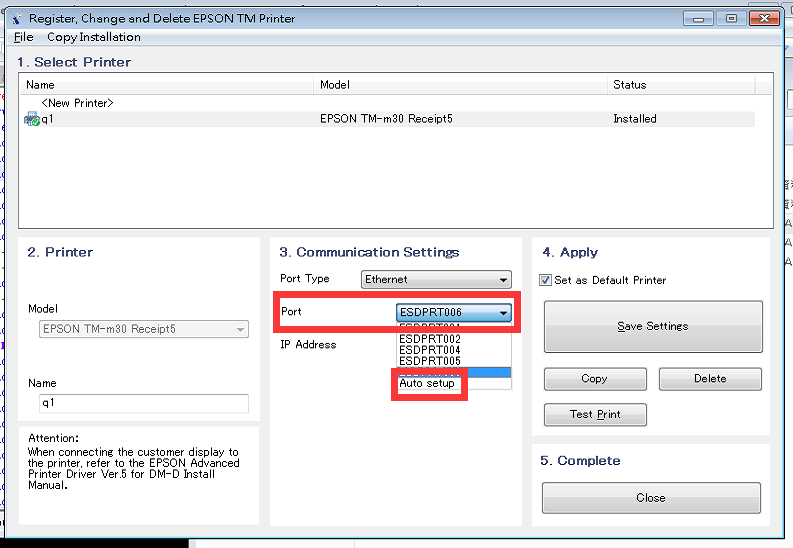 Register, Change and Delete EPSON TM Printer
File Copy Installation
1. Select Printer
Name Model Status
<New Printer>
q1 EPSON TM-m30 Receipt5 Installed
2. Printer
Model
EPSON TM-m30 Receipt5
Name
q1
Attention:
When connecting the customer display to
the printer, refer to the EPSON Advanced
Printer Driver Ver.5 for DM-D Install
Manual.
3. Communication Settings
Port Type Ethernet
Port ESDPRT006
IP Address
ESDPRT002
ESDPRT004
ESDPRT005
Auto setup
4. Apply
Set as Default Printer
Save Settings
Copy Delete
Test Print
5. Complete
Close